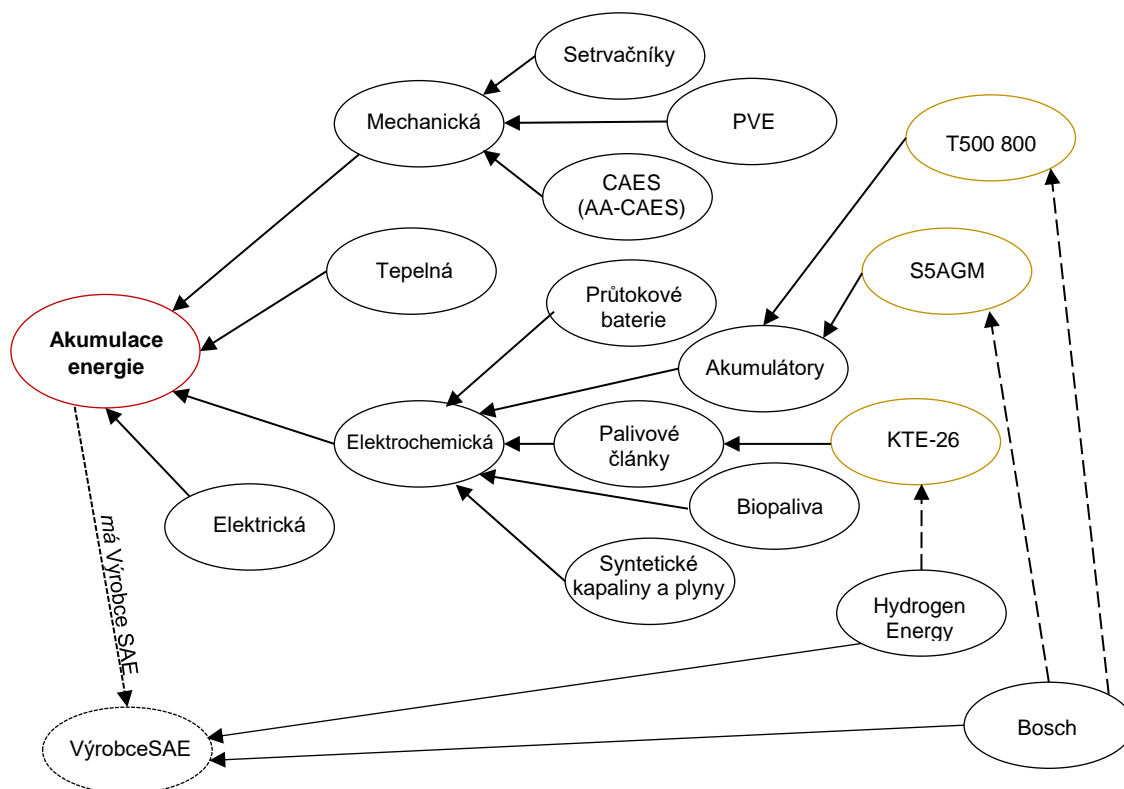 Setrvačníky
Mechanická
PVE
T500 800
CAES
(AA-CAES)
Tepelná
S5AGM
Průtokové
baterie
Akumulace
energie
Akumulátory
Elektrochemická
Palivové
články
KTE-26
Biopaliva
Elektrická
Syntetické
kapaliny a plyny
má Výrobce SAE
Hydrogen
Energy
VýrobceSAE
Bosch